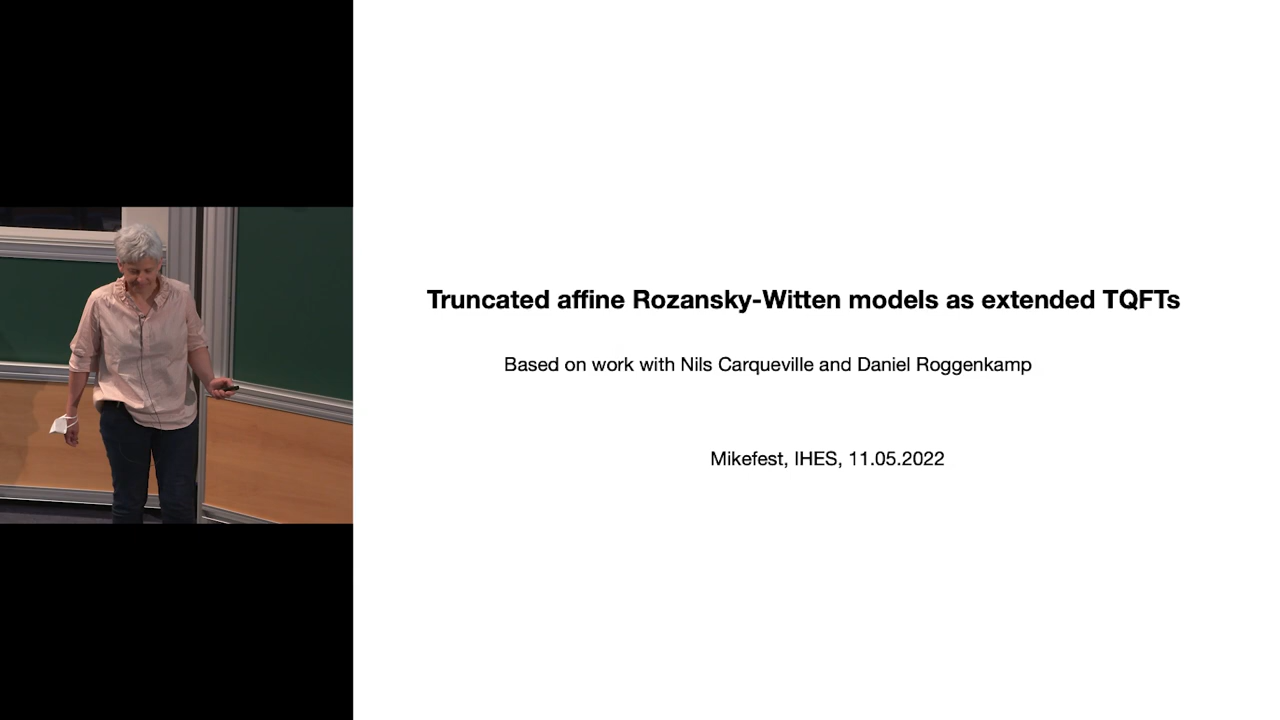 Truncated affine Rozansky-Witten models as extended TQFTs
Based on work with Nils Carqueville and Daniel Roggenkamp
Mikefest, IHES, 11.05.2022